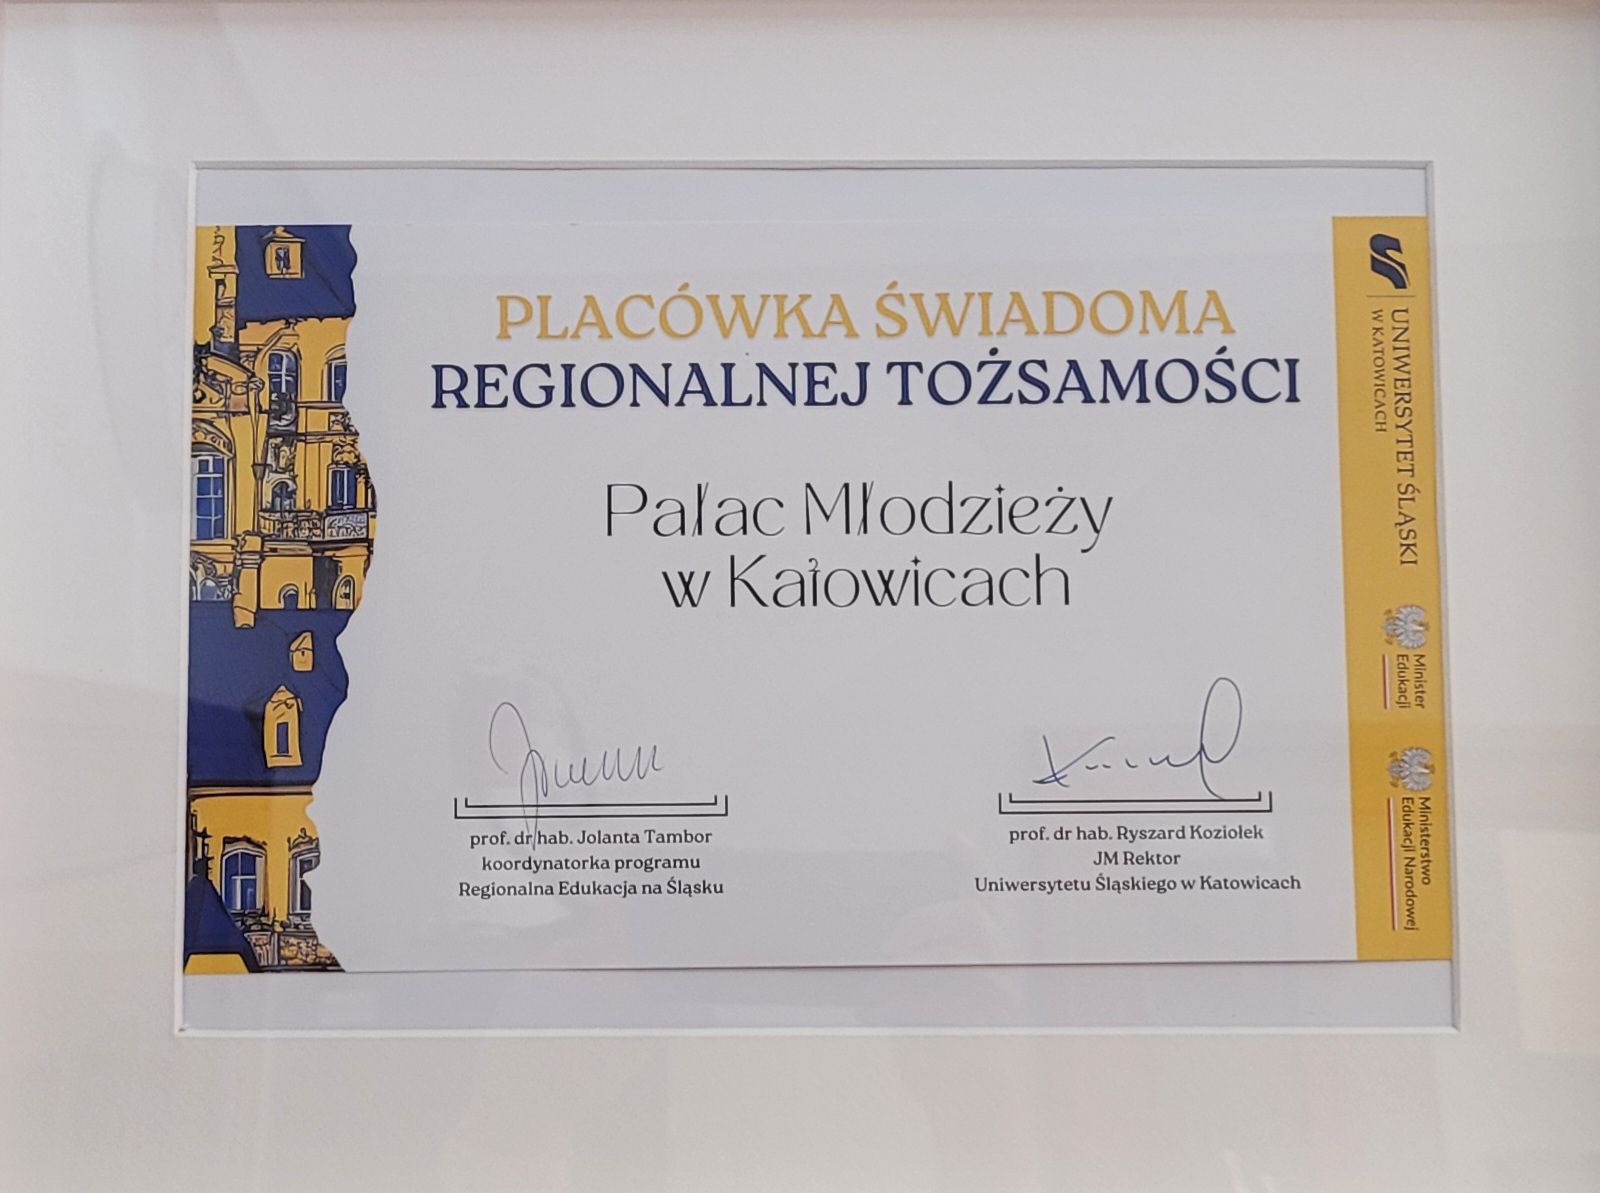 PLACÓWKA ŚWIADOMA
REGIONALNEJ TOŻSAMOŚCI
Pałac Młodzieży
w Katowicach
prof. dr hab. Jolanta Tambor
koordynatorka programu
Regionalna Edukacja na Śląsku
prof. dr hab. Ryszard Koziołek
JM Rektor
Uniwersytetu Śląskiego w Katowicach
UNIWERSYTET ŚLĄSKI
W KATOWICACH
Minister
Edukacji
Ministerstwo
Edukacji Narodowej